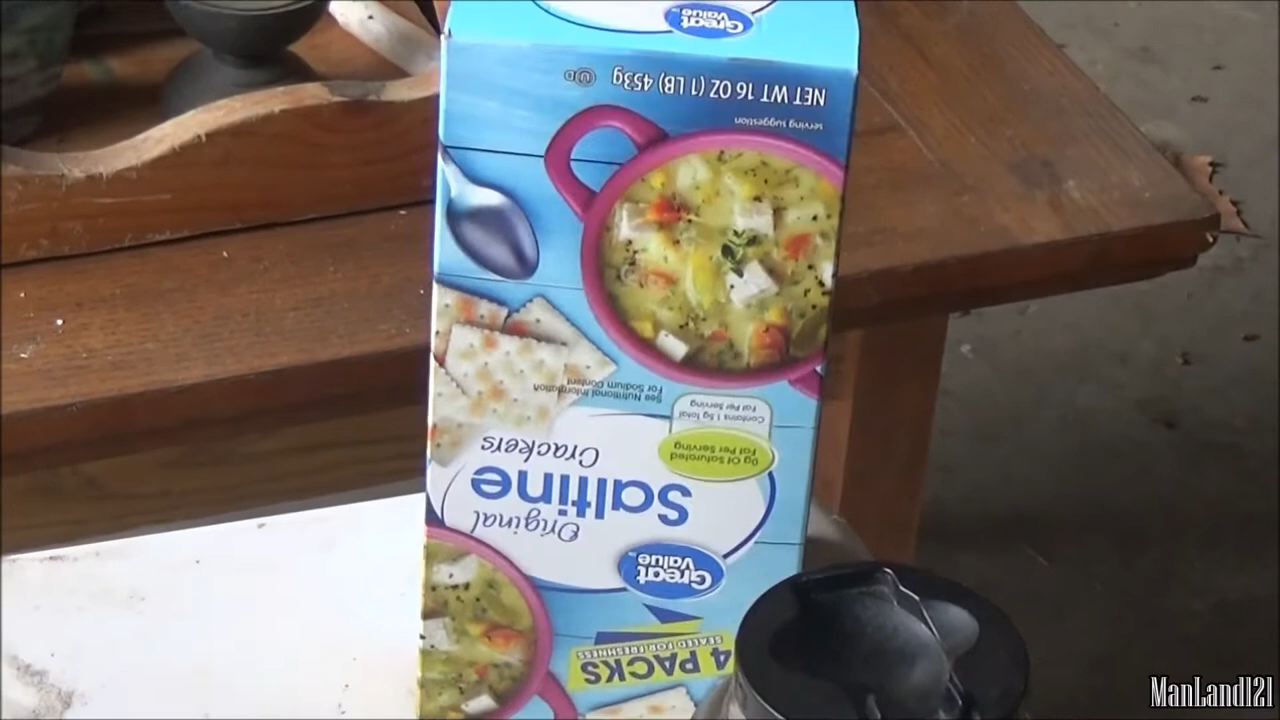 4 PACKS
SEALED FOR FRESHNESS
Great
Value
Original
Saltine
Crackers
0g Of Saturated
Fat Per Serving
Contains 1.5g Total
Fat Per Serving
See Nutritional Information
For Sodium Content
serving suggestion
NET WT 16 OZ (1 LB) 453g
U D
Great
Value
ManLand121